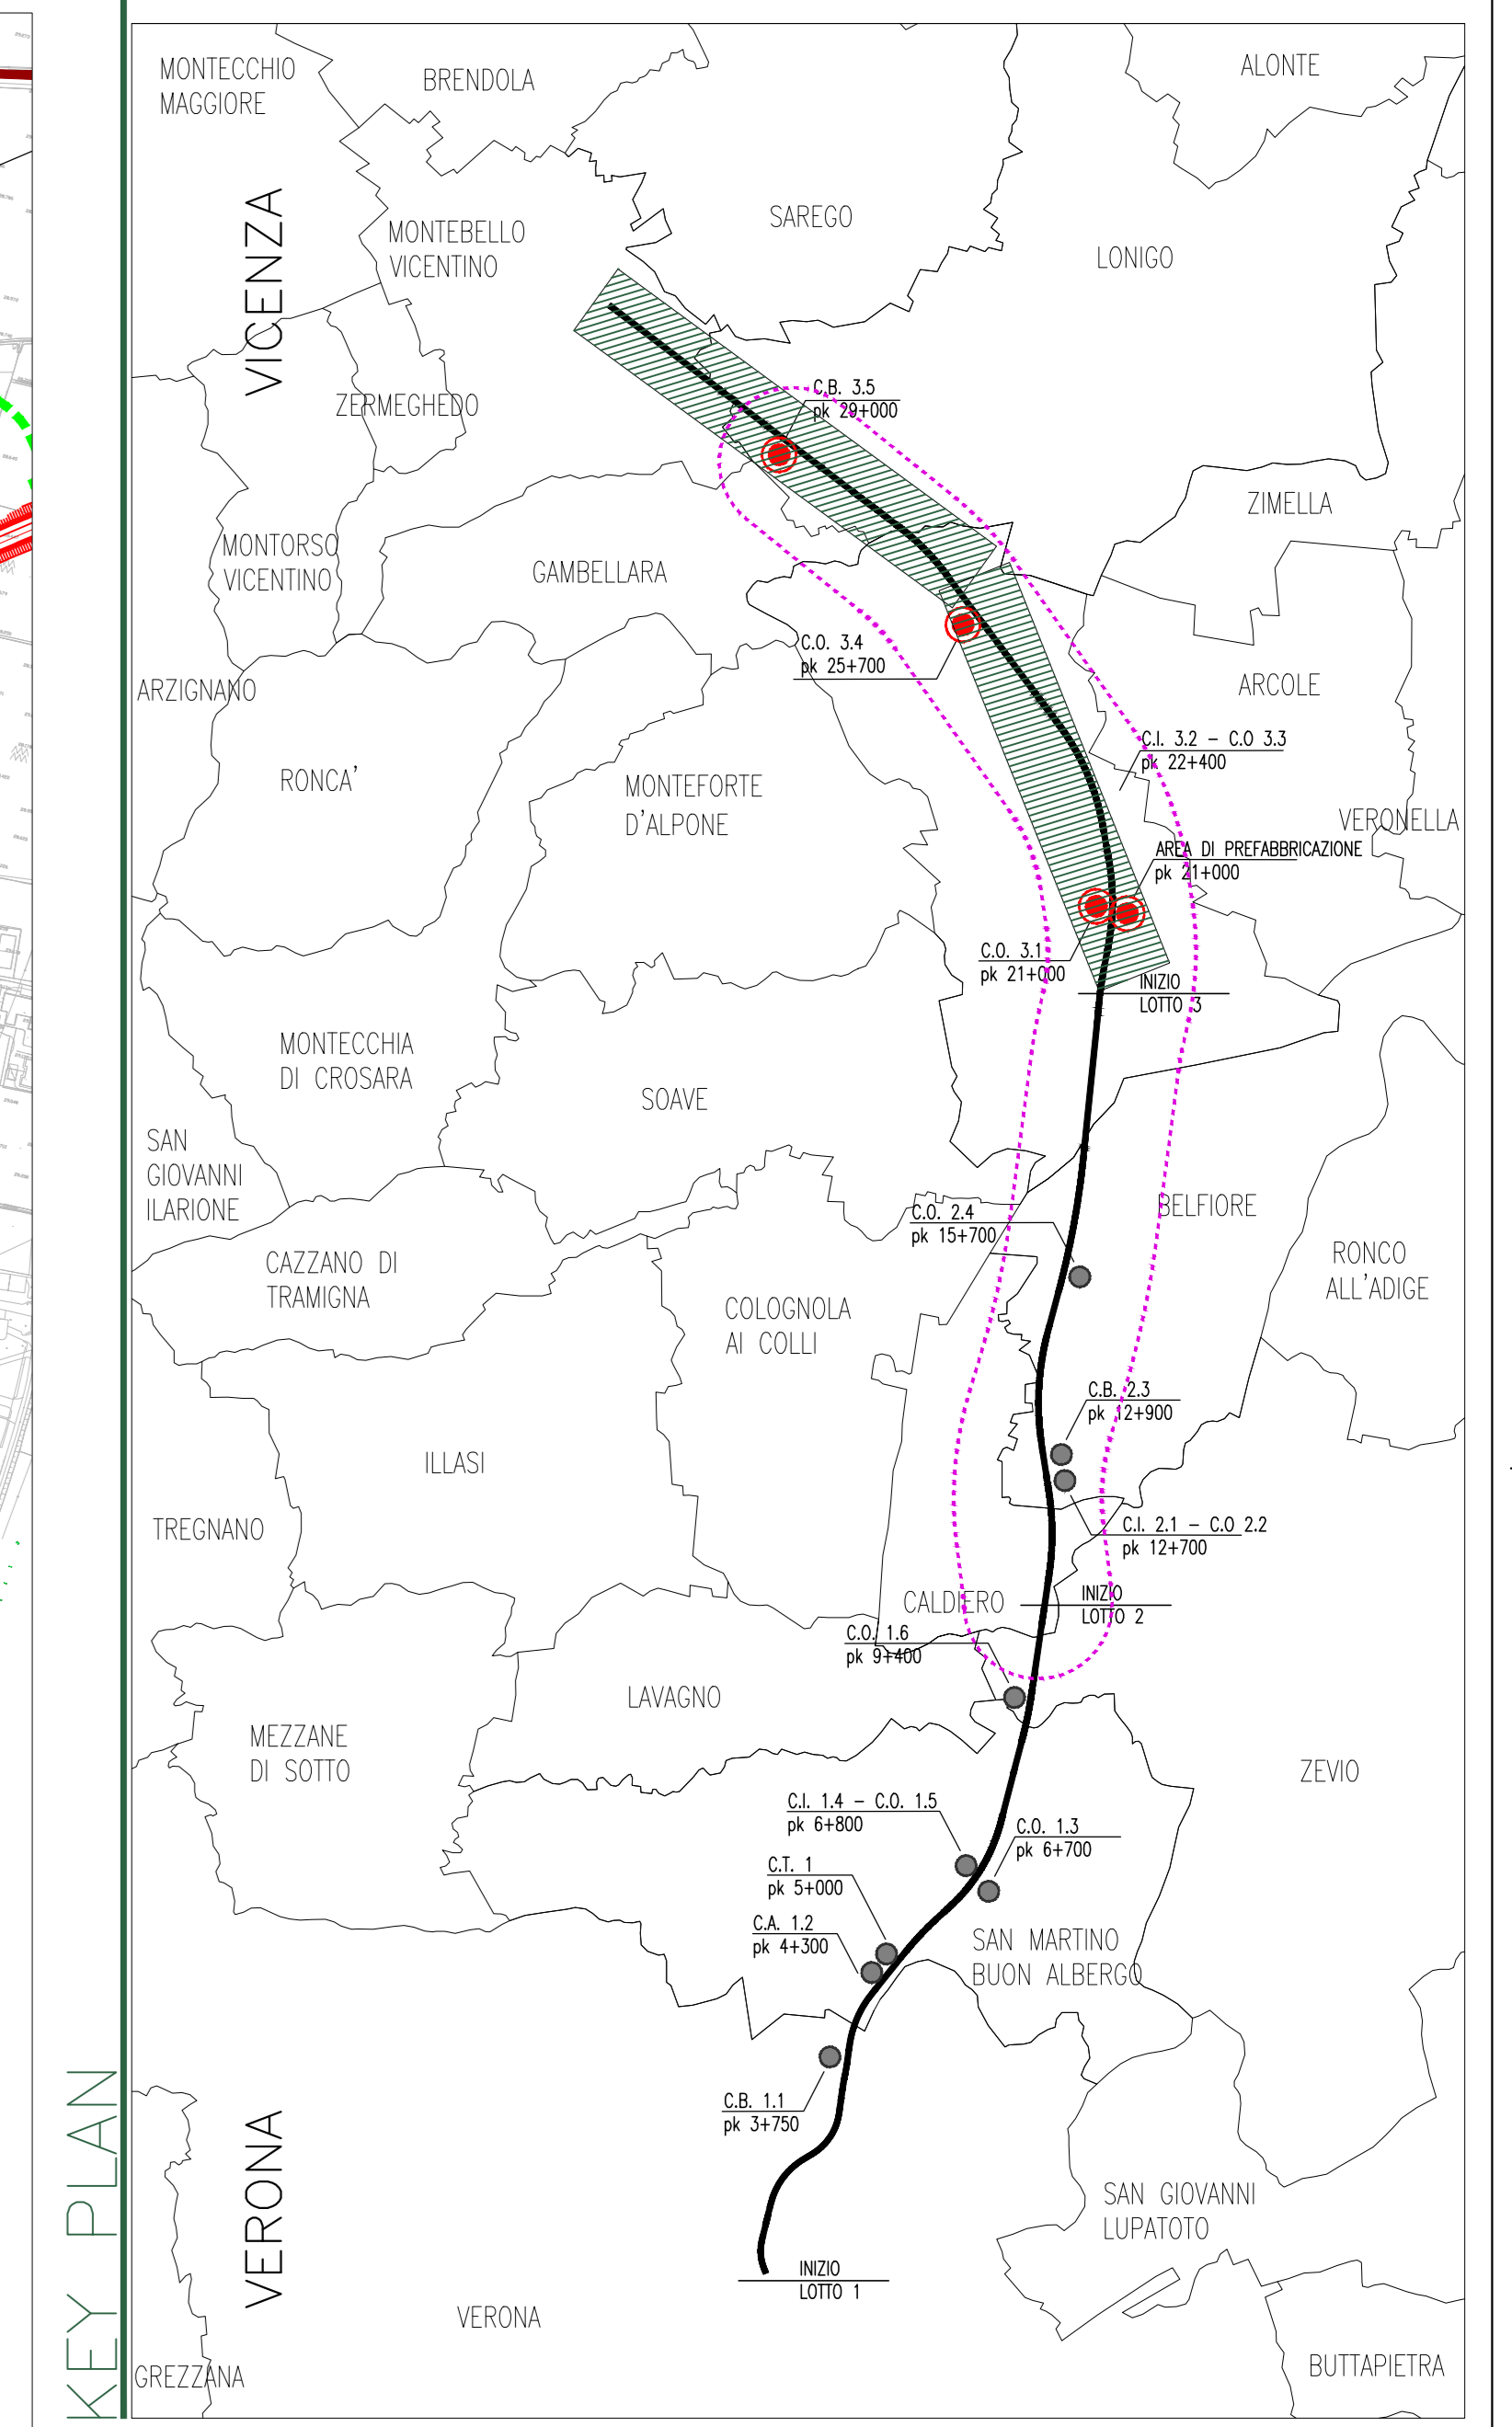 MONTECCHIO
MAGGIORE
BRENDOLA
ALONTE
VICENZA
MONTEBELLO
VICENTINO
SAREGO
LONIGO
ZERMEGHEDO
C.B. 3.5
pk 29+000
ZIMELLA
MONTORSO
VICENTINO
GAMBELLARA
C.O. 3.4
pk 25+700
ARZIGNANO
ARCOLE
RONCA'
MONTEFORTE
D'ALPONE
C.I. 3.2 - C.O 3.3
pk 22+400
VERONELLA
AREA DI PREFABBRICAZIONE
pk 21+000
C.O. 3.1
pk 21+000
INIZIO
LOTTO 3
MONTECCHIA
DI CROSARA
SOAVE
SAN
GIOVANNI
ILARIONE
BELFIORE
C.O. 2.4
pk 15+700
CAZZANO DI
TRAMIGNA
RONCO
ALL'ADIGE
COLOGNOLA
AI COLLI
C.B. 2.3
pk 12+900
ILLASI
TREGNANO
C.I. 2.1 - C.O 2.2
pk 12+700
CALDIERO
INIZIO
LOTTO 2
C.O. 1.6
pk 9+400
LAVAGNO
MEZZANE
DI SOTTO
ZEVIO
C.I. 1.4 - C.O. 1.5
pk 6+800
C.O. 1.3
pk 6+700
C.T. 1
pk 5+000
C.A. 1.2
pk 4+300
SAN MARTINO
BUON ALBERGO
C.B. 1.1
pk 3+750
KEY PLAN
VERONA
SAN GIOVANNI
LUPATOTO
INIZIO
LOTTO 1
VERONA
GREZZANA
BUTTAPIETRA